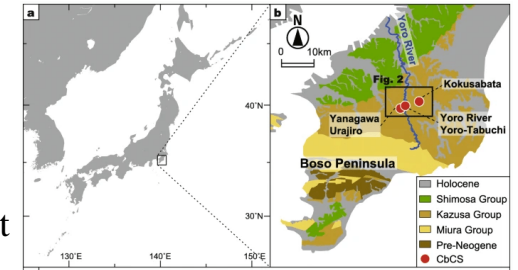 a
40°N
30°N
130°E
140°E
150°E
t
b
N
0 10km
Yoro River
Fig. 2
Kokusabata
Yanagawa
Urajiro
Yoro River
Yoro-Tabuchi
Boso Peninsula
Holocene
Shimosa Group
Kazusa Group
Miura Group
Pre-Neogene
CbCS